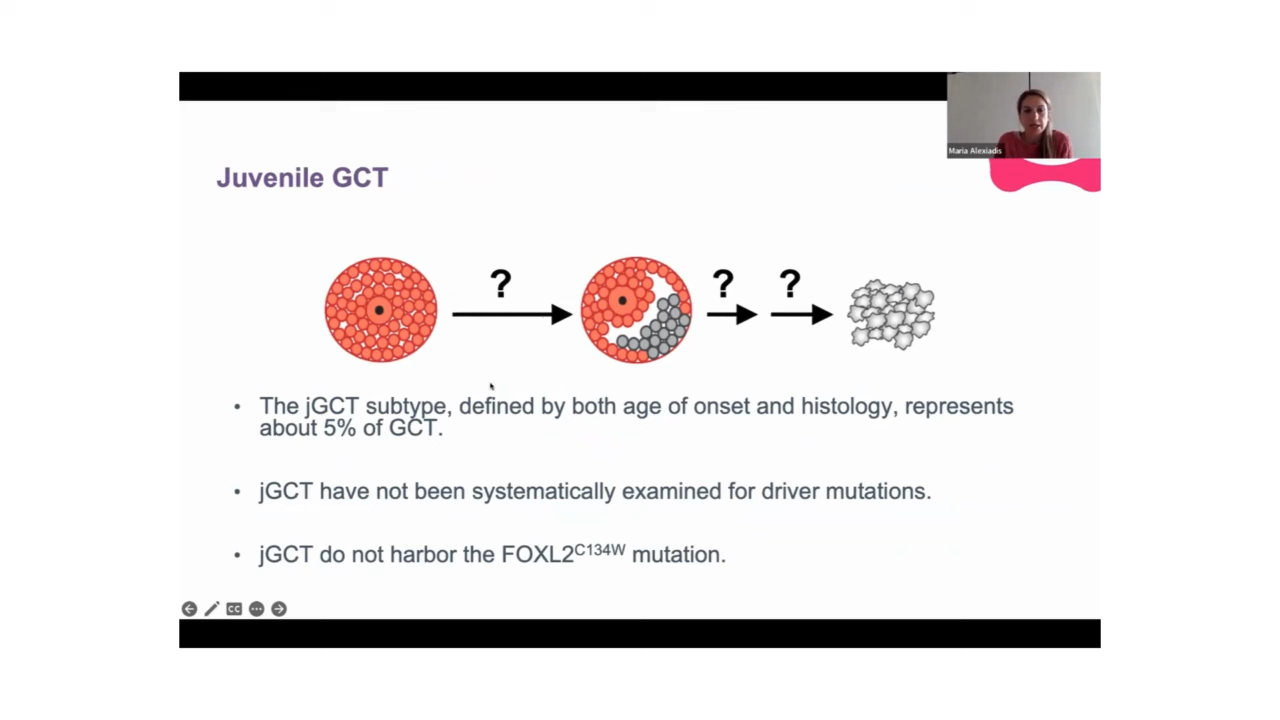 Maria Alexiadis
Juvenile GCT
?
?
?
• The jGCT subtype, defined by both age of onset and histology, represents
about 5% of GCT.
• jGCT have not been systematically examined for driver mutations.
• jGCT do not harbor the FOXL2C134W mutation.
CC